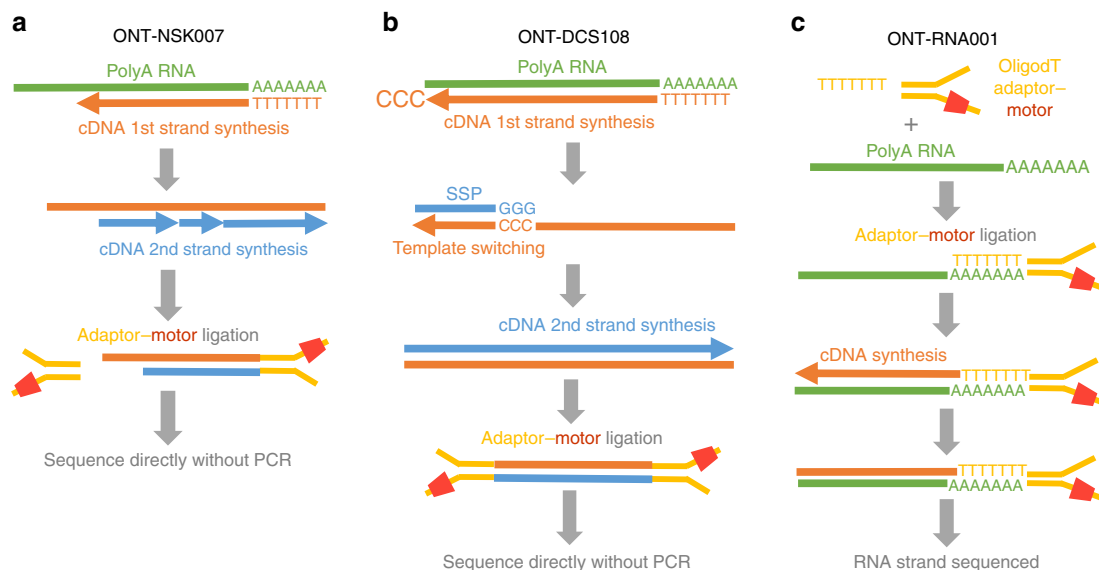 a
ONT-NSK007
PolyA RNA
AAAAAAA
TTTTTTT
cDNA 1st strand synthesis
cDNA 2nd strand synthesis
Adaptor–motor ligation
Sequence directly without PCR
b
ONT-DCS108
PolyA RNA
AAAAAAA
CCC
TTTTTTT
cDNA 1st strand synthesis
SSP
GGG
CCC
Template switching
cDNA 2nd strand synthesis
Adaptor–motor ligation
Sequence directly without PCR
c
ONT-RNA001
TTTTTTT
OligodT
adaptor–
motor
+
PolyA RNA
AAAAAAA
Adaptor–motor ligation
TTTTTTT
AAAAAAA
cDNA synthesis
TTTTTTT
AAAAAAA
TTTTTTT
AAAAAAA
RNA strand sequenced